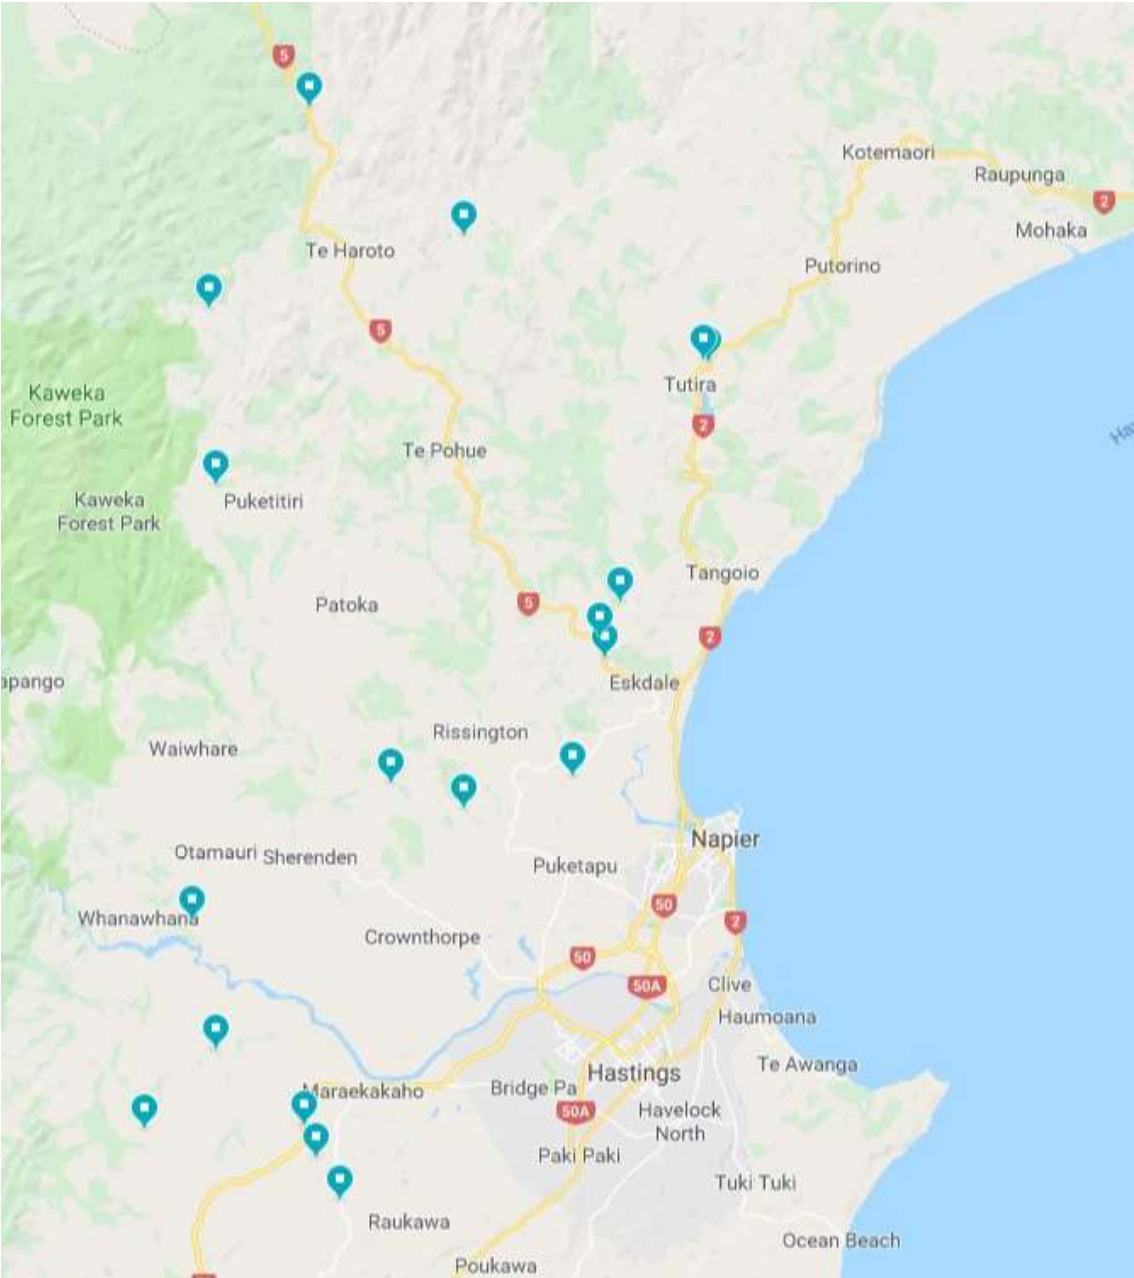 5
Kotemaori
Raupunga
2
Mohaka
Te Haroto
Putorino
5
Tutira
Kaweka
Forest Park
2
Te Pohue
Kaweka
Forest Park
Puketitiri
Tangoio
Patoka
5
2
apango
Eskdale
Rissington
Waiwhare
Napier
Otamauri
Sherenden
Puketapu
50
Whanawhana
2
Crownthorpe
50
50A
Clive
Haumoana
Te Awanga
Hastings
Maraekakaho
Bridge Pa
50A
Havelock
North
Paki Paki
Tuki Tuki
Raukawa
Ocean Beach
Poukawa